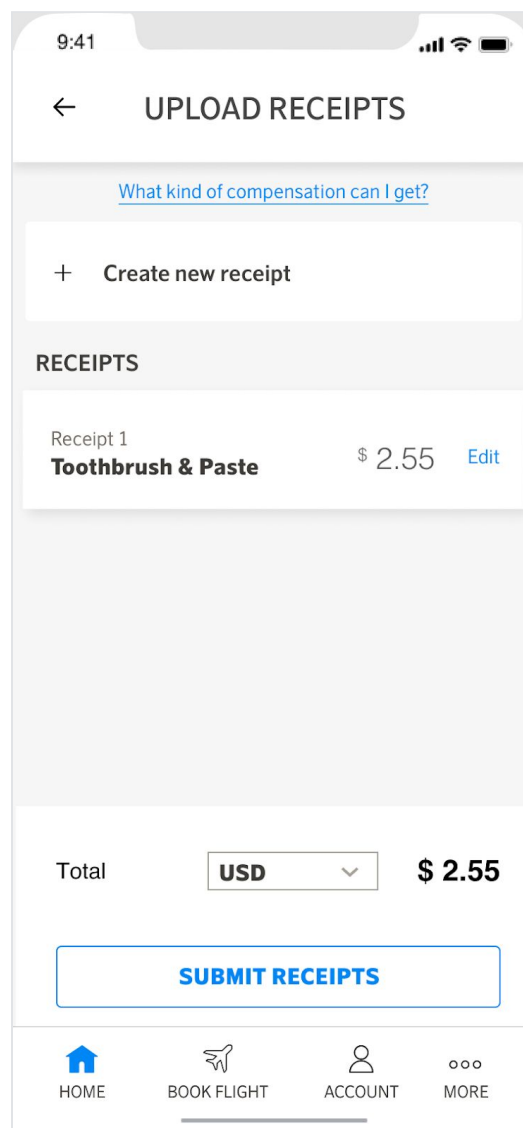 9:41
UPLOAD RECEIPTS
What kind of compensation can I get?
+ Create new receipt
RECEIPTS
Receipt 1
Toothbrush & Paste $ 2.55 Edit
Total USD $ 2.55
SUBMIT RECEIPTS
HOME BOOK FLIGHT ACCOUNT MORE